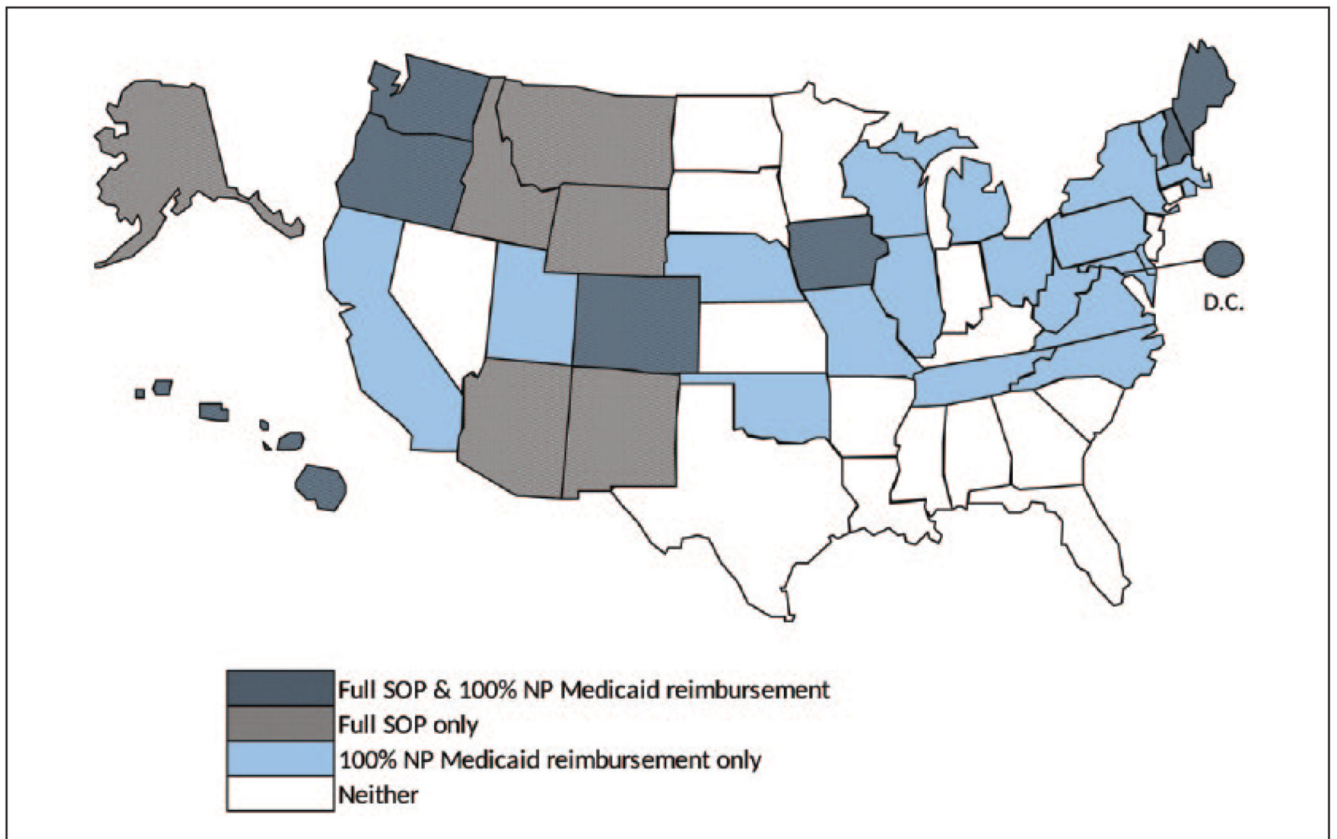 D.C.
Full SOP & 100% NP Medicaid reimbursement
Full SOP only
100% NP Medicaid reimbursement only
Neither